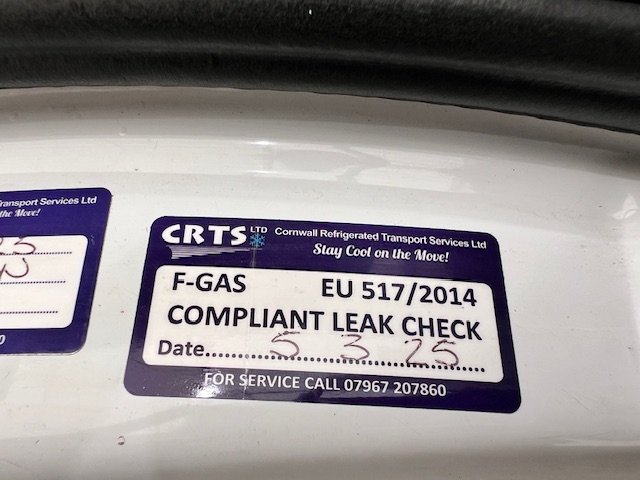 Transport Services Ltd
the Move!
CRTS LTD Cornwall Refrigerated Transport Services Ltd
Stay Cool on the Move!
F-GAS EU 517/2014
COMPLIANT LEAK CHECK
Date 5 3 25
FOR SERVICE CALL 07967 207860